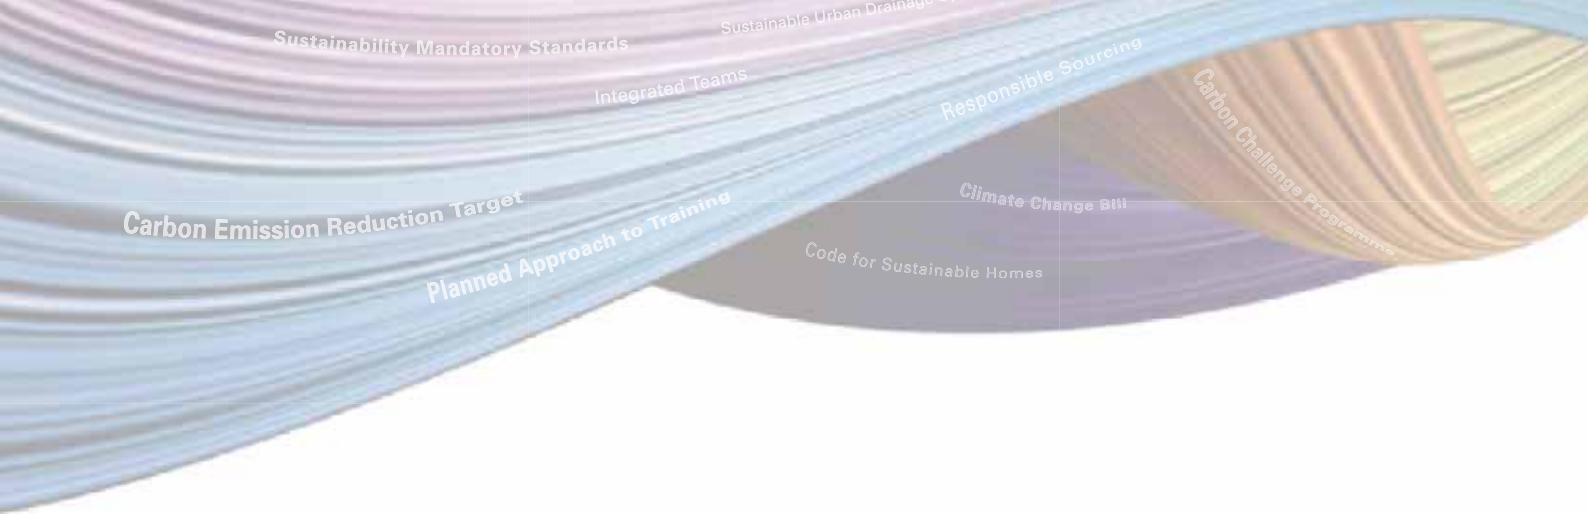 Sustainable Urban Drainage
Sustainability Mandatory Standards
Integrated Teams
Responsible Sourcing
Carbon Challenge Programme
Carbon Emission Reduction Target
Planned Approach to Training
Climate Change Bill
Code for Sustainable Homes